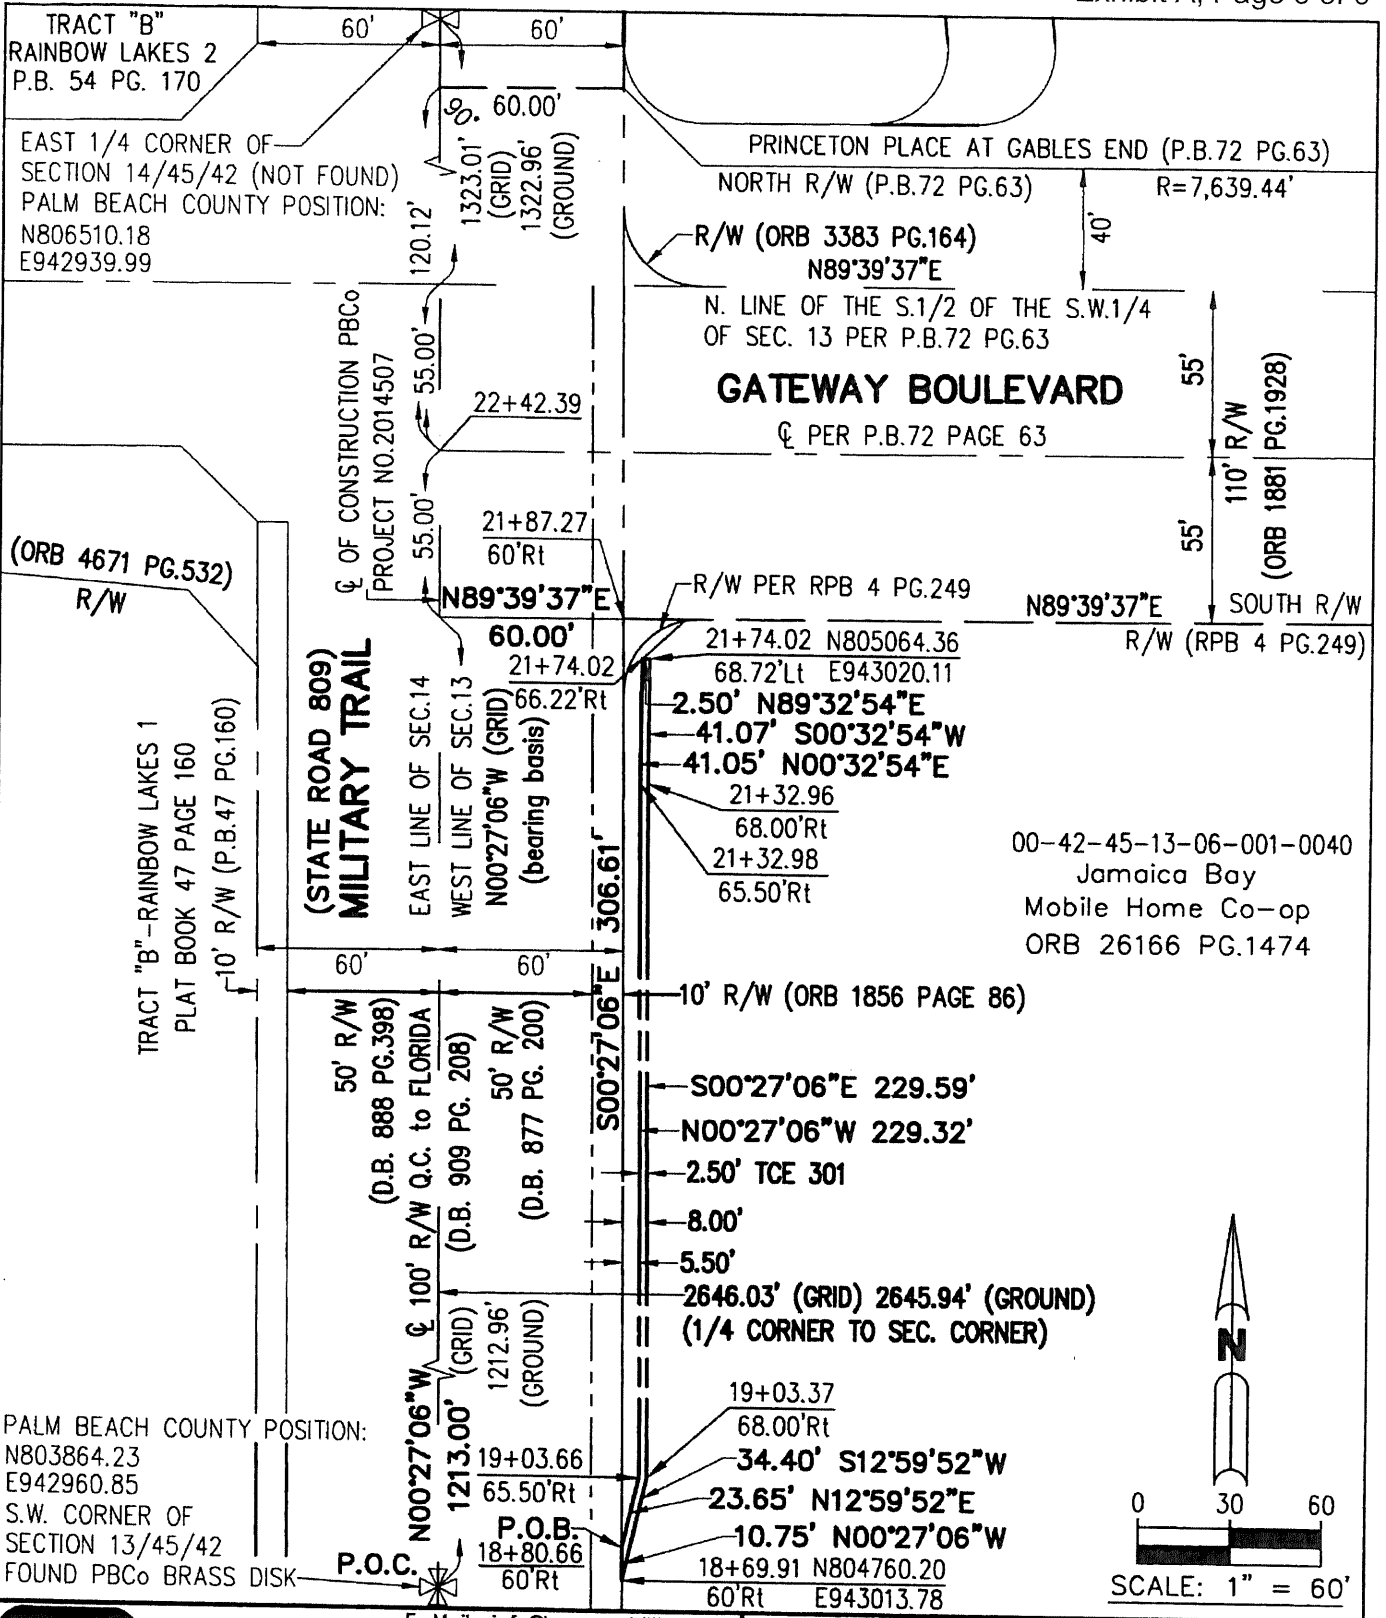 TRACT "B"
RAINBOW LAKES 2
P.B. 54 PG. 170
60'
60'
EAST 1/4 CORNER OF
SECTION 14/45/42 (NOT FOUND)
PALM BEACH COUNTY POSITION:
N806510.18
E942939.99
90°
60.00'
1323.01'
(GRID)
1322.96'
(GROUND)
120.12'
PRINCETON PLACE AT GABLES END (P.B.72 PG.63)
NORTH R/W (P.B.72 PG.63)
R=7,639.44'
40'
R/W (ORB 3383 PG.164)
N89°39'37"E
N. LINE OF THE S.1/2 OF THE S.W.1/4
OF SEC. 13 PER P.B.72 PG.63
GATEWAY BOULEVARD
℄ PER P.B.72 PAGE 63
55'
55'
110' R/W
(ORB 1881 PG.1928)
℄ OF CONSTRUCTION PBCo
PROJECT NO.2014507
55.00'
55.00'
22+42.39
21+87.27
60'Rt
(ORB 4671 PG.532)
R/W
N89°39'37"E
60.00'
R/W PER RPB 4 PG.249
N89°39'37"E
SOUTH R/W
R/W (RPB 4 PG.249)
21+74.02
66.22'Rt
21+74.02 N805064.36
68.72'Lt E943020.11
2.50' N89°32'54"E
41.07' S00°32'54"W
41.05' N00°32'54"E
21+32.96
68.00'Rt
21+32.98
65.50'Rt
00-42-45-13-06-001-0040
Jamaica Bay
Mobile Home Co-op
ORB 26166 PG.1474
(STATE ROAD 809)
MILITARY TRAIL
EAST LINE OF SEC.14
WEST LINE OF SEC.13
N00°27'06"W (GRID)
(bearing basis)
TRACT "B"-RAINBOW LAKES 1
PLAT BOOK 47 PAGE 160
10' R/W (P.B.47 PG.160)
60'
60'
S00°27'06"E 306.61'
10' R/W (ORB 1856 PAGE 86)
50' R/W
(D.B. 888 PG.398)
℄ 100' R/W Q.C. to FLORIDA
(D.B. 909 PG. 208)
50' R/W
(D.B. 877 PG. 200)
S00°27'06"E 229.59'
N00°27'06"W 229.32'
2.50' TCE 301
8.00'
5.50'
2646.03' (GRID) 2645.94' (GROUND)
(1/4 CORNER TO SEC. CORNER)
N00°27'06"W
1213.00' (GRID)
1212.96'
(GROUND)
N
19+03.37
68.00'Rt
19+03.66
65.50'Rt
34.40' S12°59'52"W
23.65' N12°59'52"E
10.75' N00°27'06"W
P.O.B.
18+80.66
60'Rt
18+69.91 N804760.20
60'Rt E943013.78
PALM BEACH COUNTY POSITION:
N803864.23
E942960.85
S.W. CORNER OF
SECTION 13/45/42
FOUND PBCo BRASS DISK
P.O.C.
0 30 60
SCALE: 1" = 60'